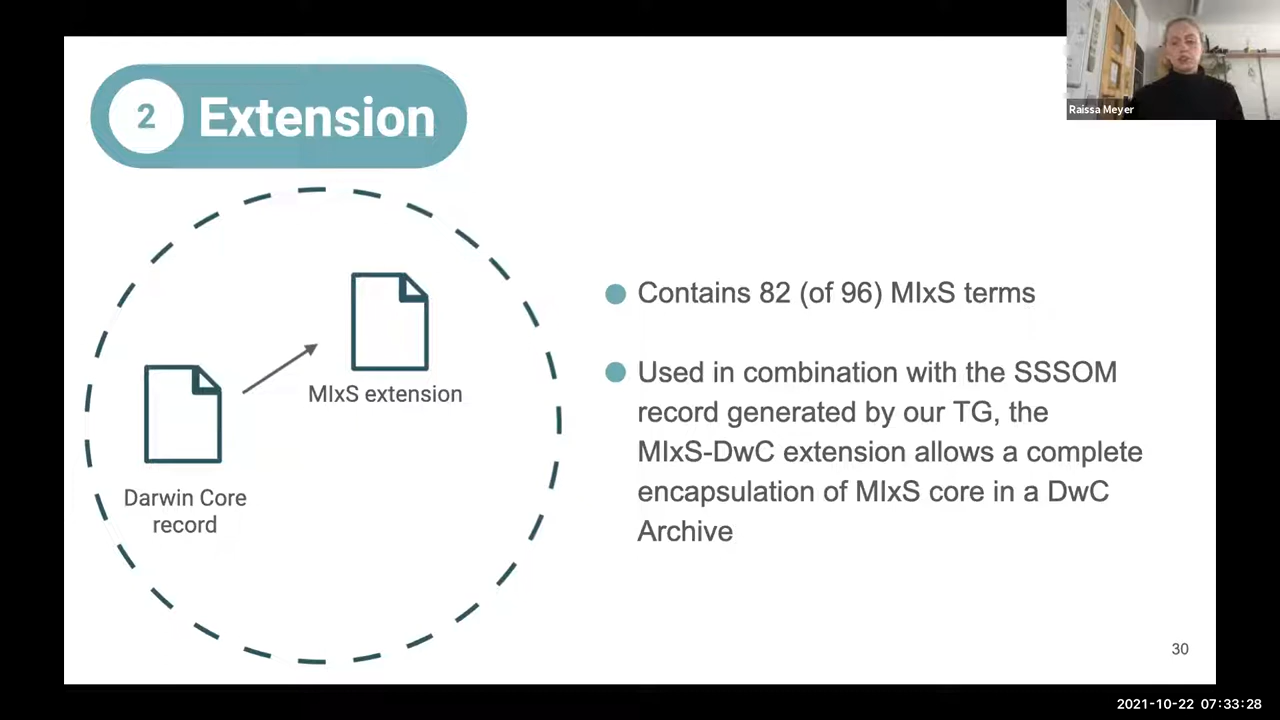 2 Extension
Raissa Meyer
MIxS extension
Darwin Core
record
Contains 82 (of 96) MIxS terms
Used in combination with the SSSOM
record generated by our TG, the
MIxS-DwC extension allows a complete
encapsulation of MIxS core in a DwC
Archive
30
2021-10-22 07:33:28